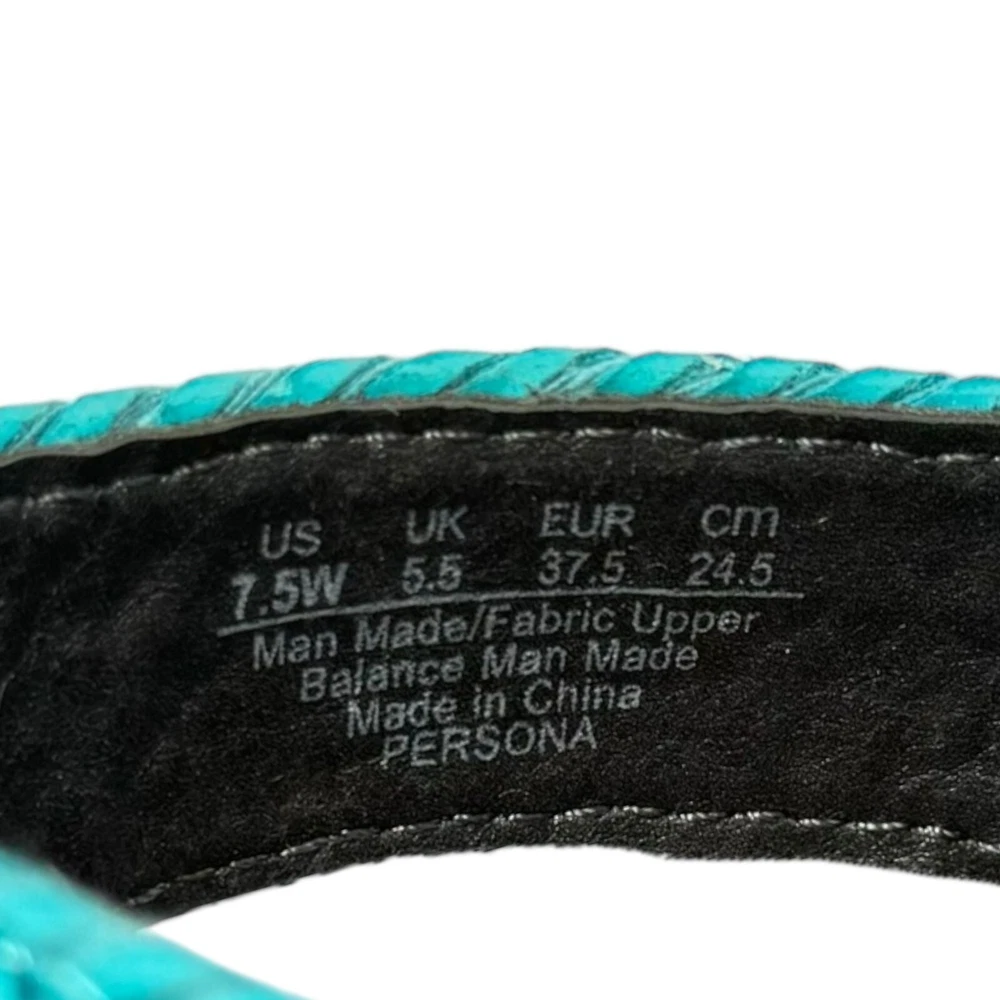 US UK EUR cm
7.5W 5.5 37.5 24.5
Man Made/Fabric Upper
Balance Man Made
Made in China
PERSONA